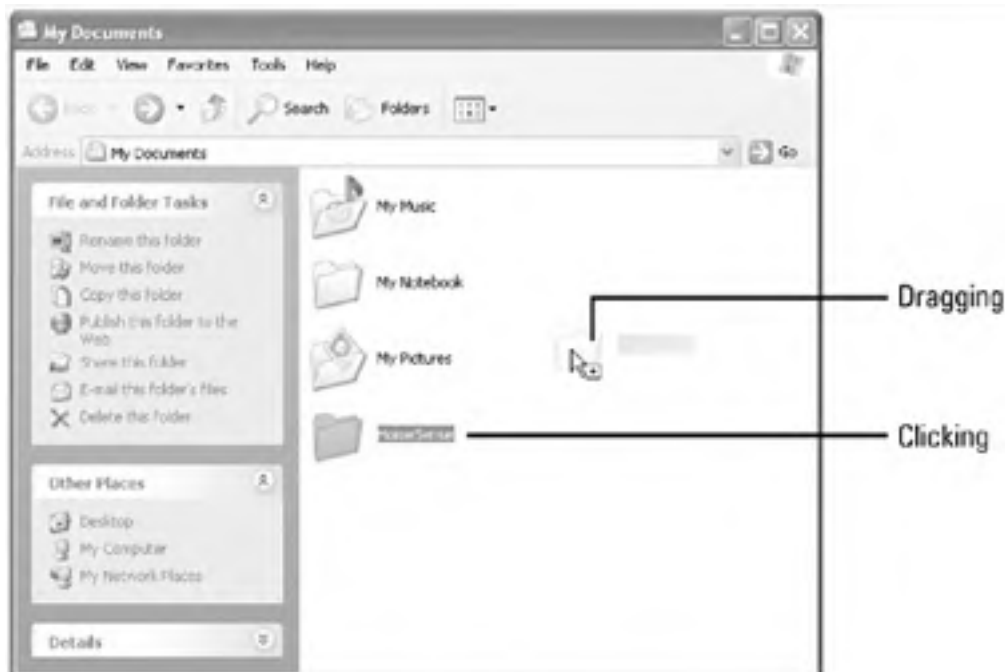 My Documents
File Edit View Favorites Tools Help
Back Search Folders
Address My Documents Go
File and Folder Tasks
Rename this folder
Move this folder
Copy this folder
Publish this folder to the
Web
Share this folder
E-mail this folder's files
Delete this folder
Other Places
Desktop
My Computer
My Network Places
Details
My Music
My Notebook
My Pictures
Dragging
Clicking